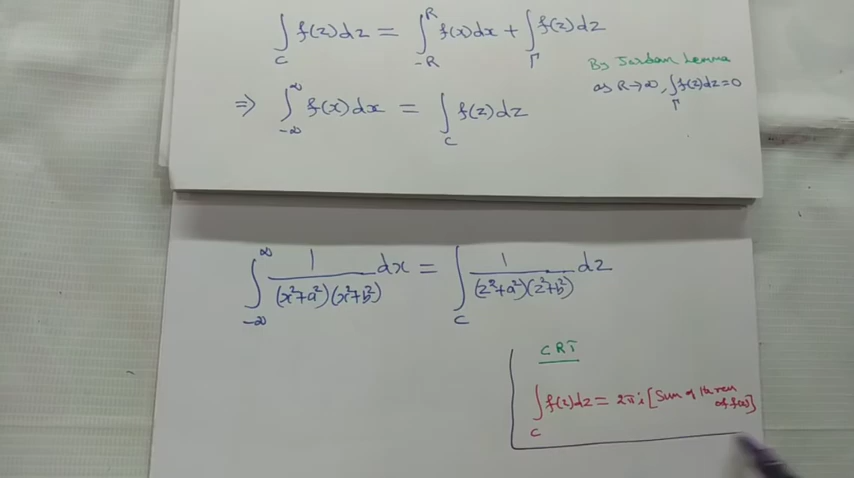 ∫_C f(z)dz = ∫_{-R}^{R} f(x)dx + ∫_Γ f(z)dz
By Jordan Lemma
as R→∞, ∫_Γ f(z)dz=0
⇒ ∫_{-∞}^{∞} f(x)dx = ∫_C f(z)dz
∫_{-∞}^{∞} 1/((x²+a²)(x²+b²)) dx = ∫_C 1/((z²+a²)(z²+b²)) dz
CRT
∫_C f(z)dz = 2πi [Sum of the res
of f(z)]